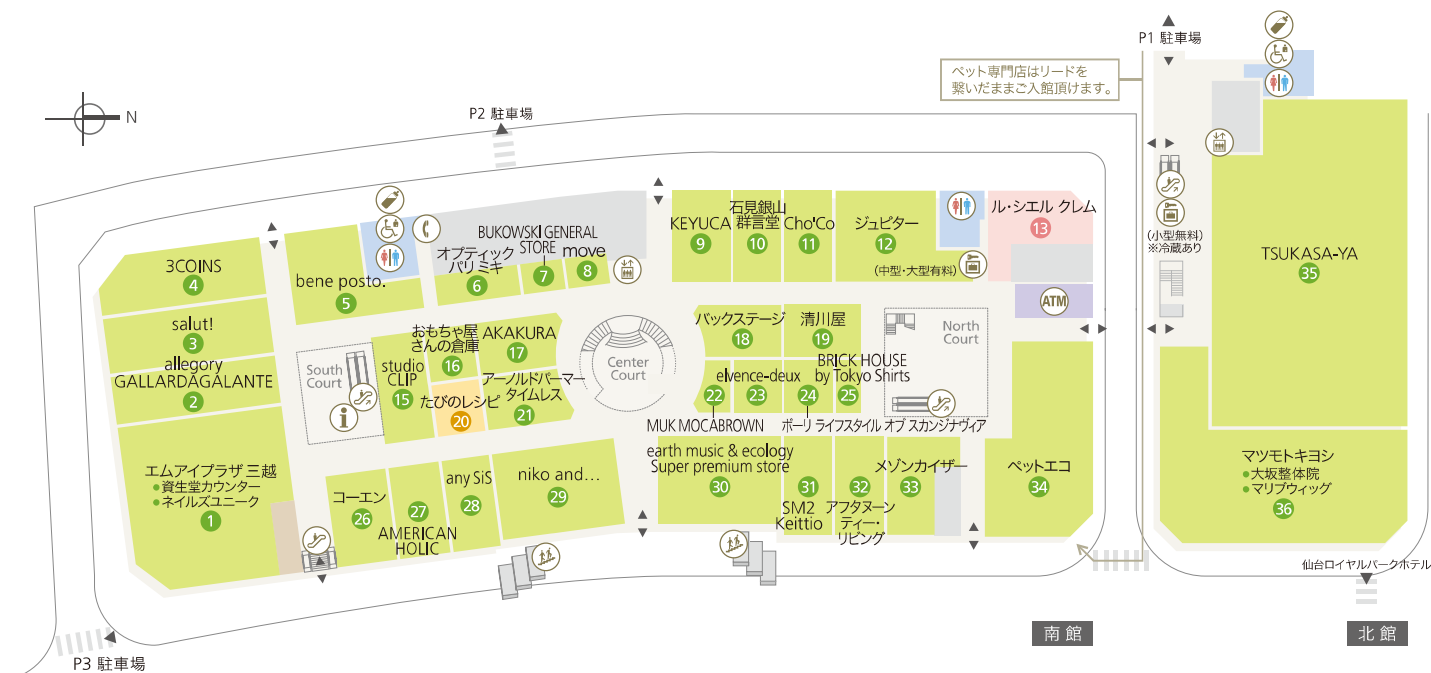 P1 駐車場
ペット専門店はリードを
繋いだままご入館頂けます。
N
P2 駐車場
3COINS
4
salut!
3
allegory
GALLARDAGALANTE
2
エムアイプラザ 三越
資生堂カウンター
ネイルズユニーク
1
bene posto.
5
オプティック
パリ ミキ
6
BUKOWSKI GENERAL
STORE
7
move
8
KEYUCA
9
石見銀山
群言堂
10
Cho'Co
11
ジュピター
12
(中型・大型有料)
ル・シエル クレム
13
ATM
(小型無料)
※冷蔵あり
TSUKASA-YA
35
South
Court
i
studio
CLIP
15
おもちゃ屋
さんの倉庫
16
AKAKURA
17
たびのレシピ
20
アーノルドパーマー
タイムレス
21
Center
Court
バックステージ
18
清川屋
19
North
Court
22
MUK MOCABROWN
elvence-deux
23
24
ポーリ ライフスタイル オブ スカンジナヴィア
BRICK HOUSE
by Tokyo Shirts
25
コーエン
26
27
AMERICAN
HOLIC
any SiS
28
niko and...
29
earth music & ecology
Super premium store
30
31
SM2
Keittio
32
アフタヌーン
ティー・
リビング
メゾンカイザー
33
ペットエコ
34
マツモトキヨシ
大坂整体院
マリブウィッグ
36
仙台ロイヤルパークホテル
南館
北館
P3 駐車場